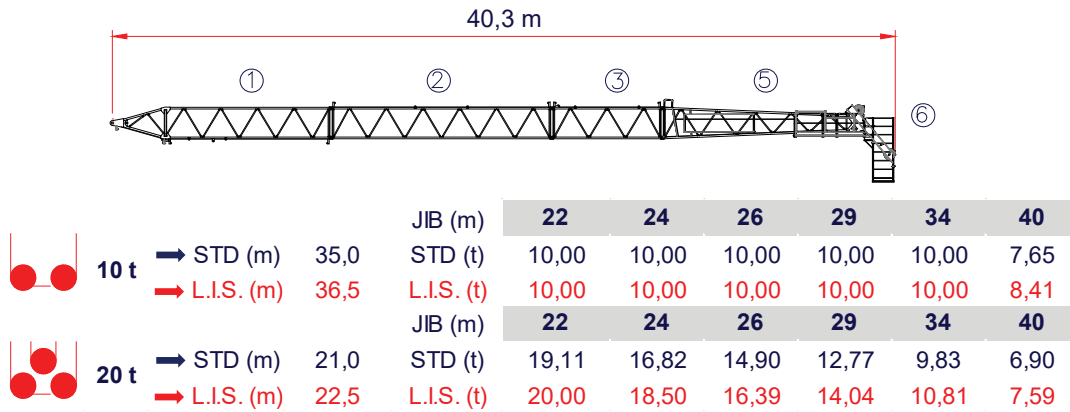 40,3 m
① ② ③ ⑤
⑥
JIB (m) 22 24 26 29 34 40
10 t STD (m) 35,0 STD (t) 10,00 10,00 10,00 10,00 10,00 7,65
L.I.S. (m) 36,5 L.I.S. (t) 10,00 10,00 10,00 10,00 10,00 8,41
JIB (m) 22 24 26 29 34 40
20 t STD (m) 21,0 STD (t) 19,11 16,82 14,90 12,77 9,83 6,90
L.I.S. (m) 22,5 L.I.S. (t) 20,00 18,50 16,39 14,04 10,81 7,59